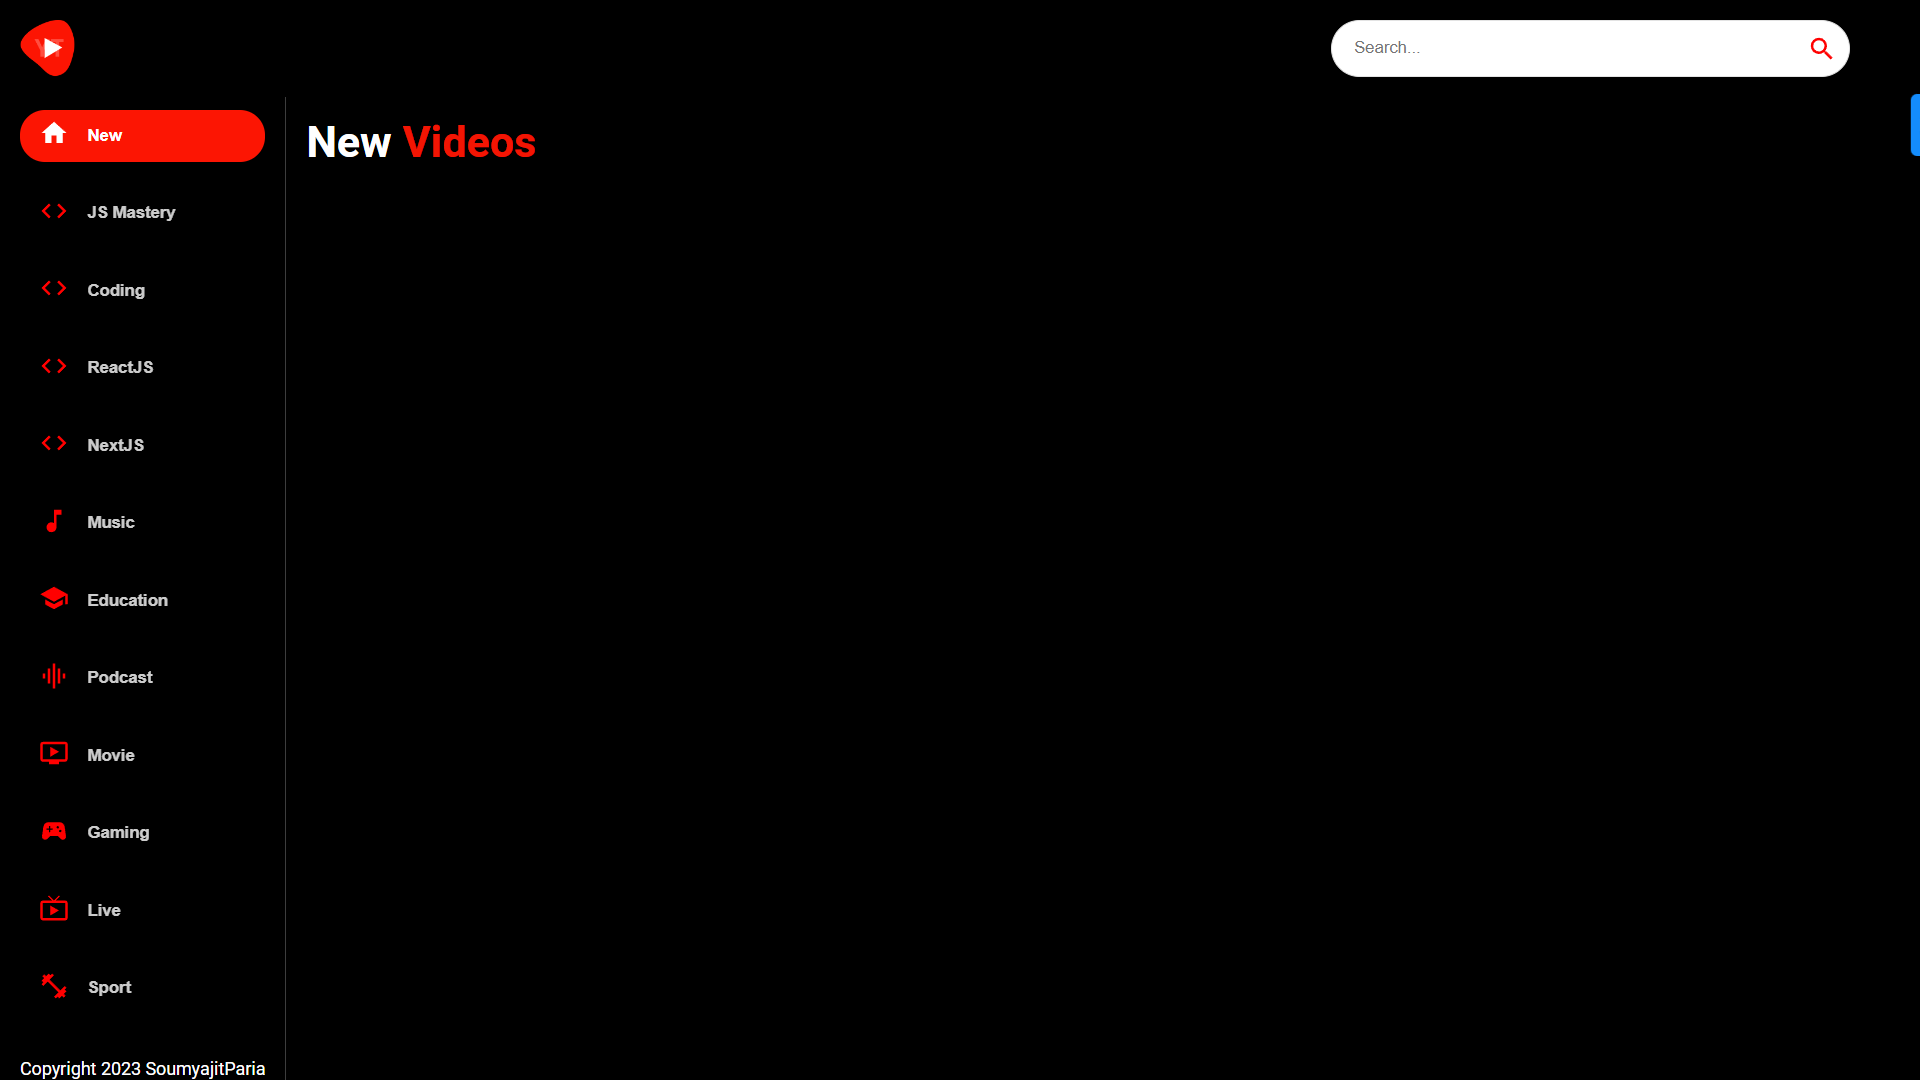 Search...
New
JS Mastery
Coding
ReactJS
NextJS
Music
Education
Podcast
Movie
Gaming
Live
Sport
Copyright 2023 SoumyajitParia
New Videos